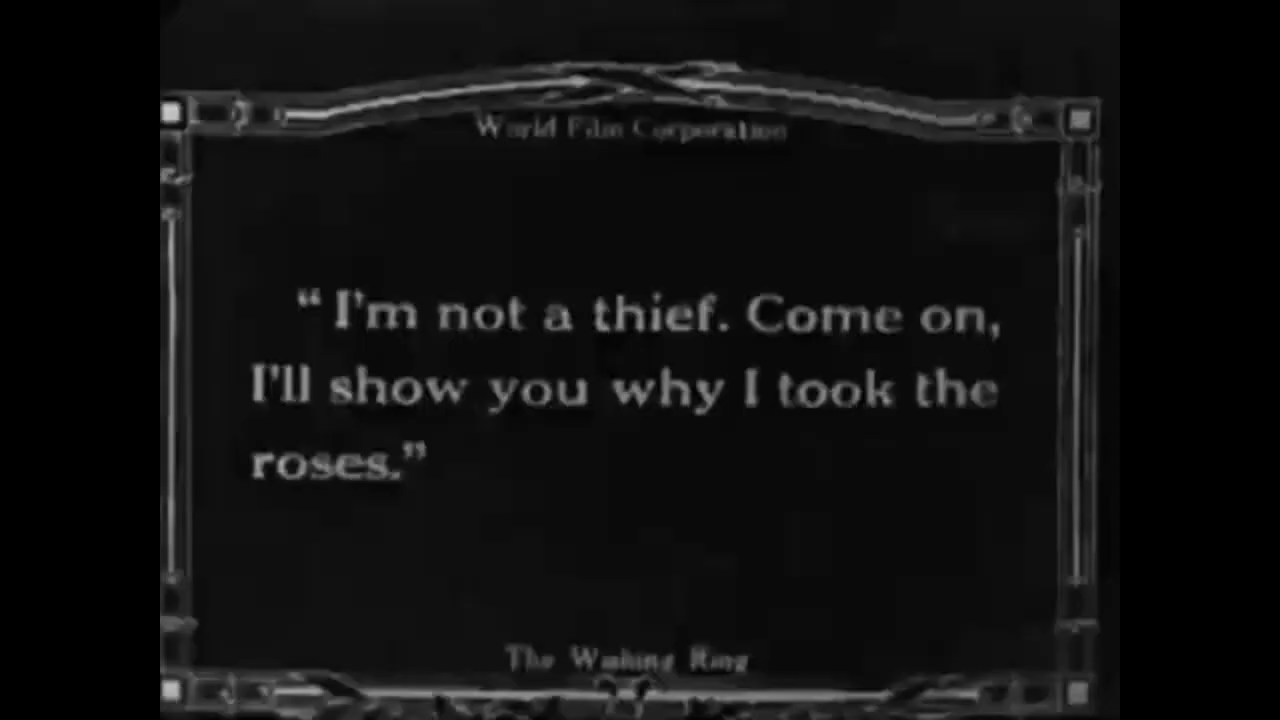 World Film Corporation
“ I'm not a thief. Come on,
I'll show you why I took the
roses.”
The Wishing Ring